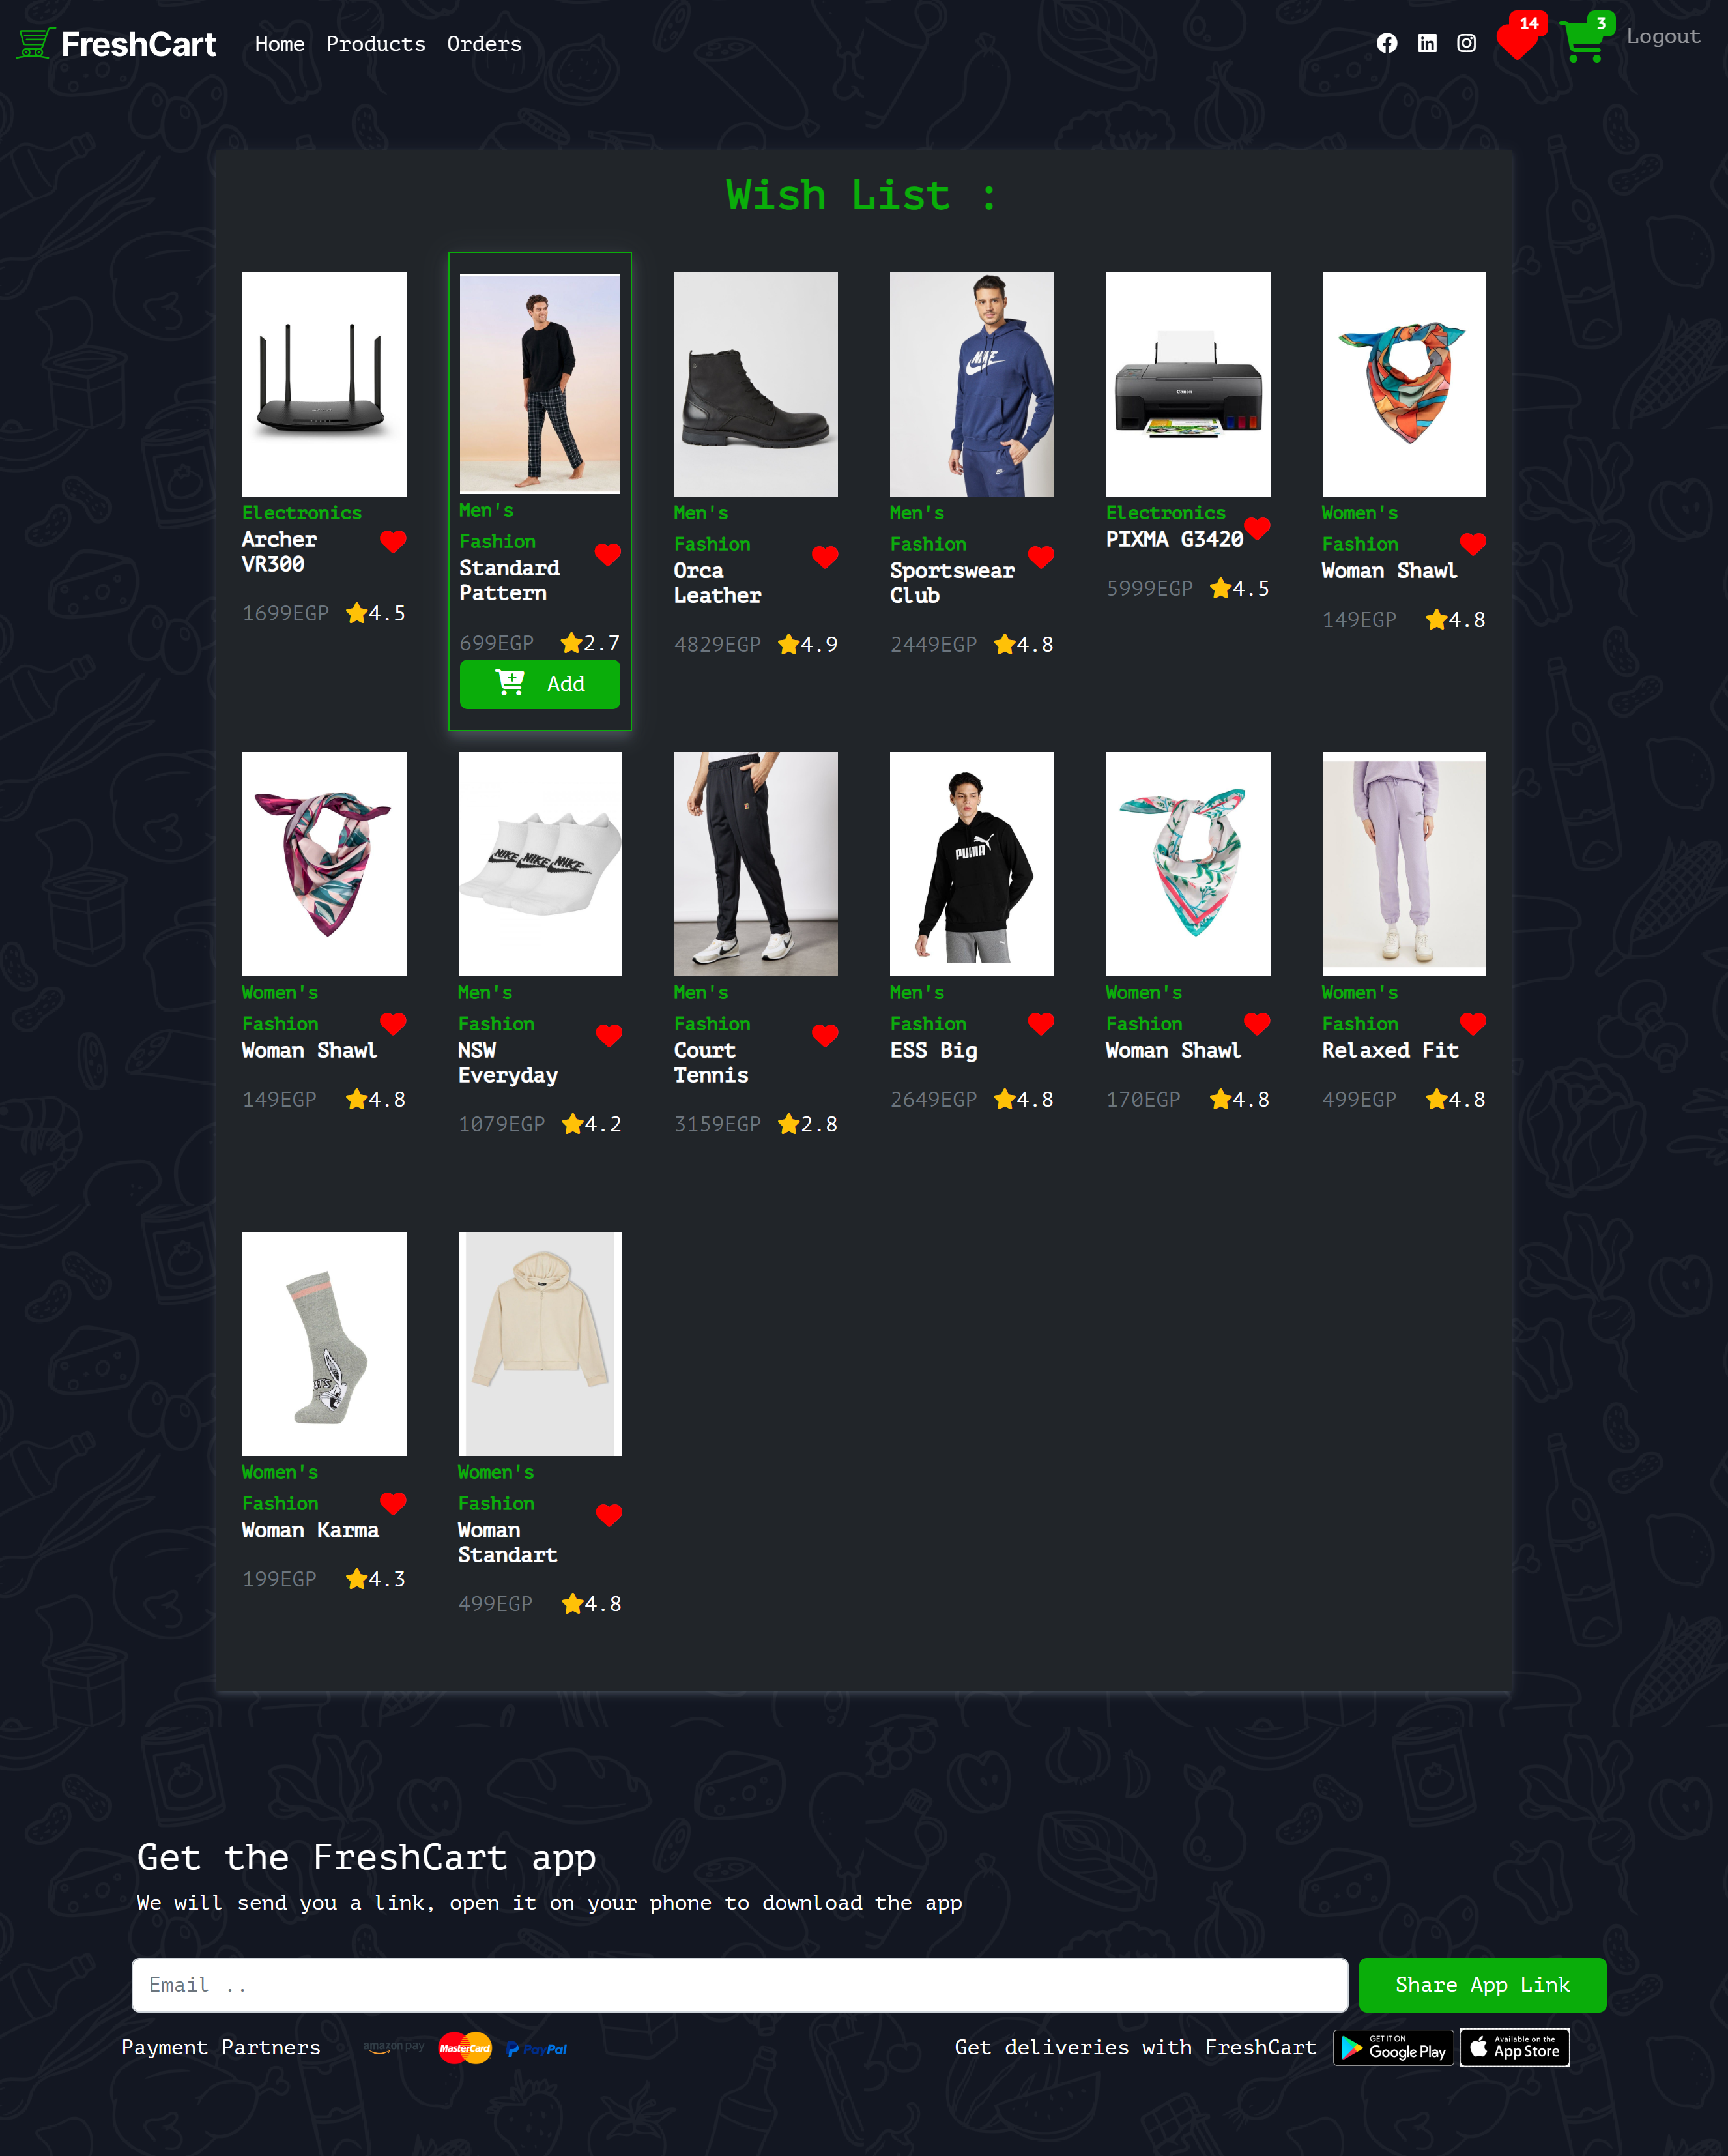 FreshCart
Home Products Orders
14
3
Logout
Wish List :
NIKE
Canon
Electronics
Archer
VR300
1699EGP 4.5
Men's
Fashion
Standard
Pattern
699EGP 2.7
Add
Men's
Fashion
Orca
Leather
4829EGP 4.9
Men's
Fashion
Sportswear
Club
2449EGP 4.8
Electronics
PIXMA G3420
5999EGP 4.5
Women's
Fashion
Woman Shawl
149EGP 4.8
NIKE NIKE NIKE
PUMA
Women's
Fashion
Woman Shawl
149EGP 4.8
Men's
Fashion
NSW
Everyday
1079EGP 4.2
Men's
Fashion
Court
Tennis
3159EGP 2.8
Men's
Fashion
ESS Big
2649EGP 4.8
Women's
Fashion
Woman Shawl
170EGP 4.8
Women's
Fashion
Relaxed Fit
499EGP 4.8
Women's
Fashion
Woman Karma
199EGP 4.3
Women's
Fashion
Woman
Standart
499EGP 4.8
Get the FreshCart app
We will send you a link, open it on your phone to download the app
Email ..
Share App Link
Payment Partners
amazon pay
MasterCard
PayPal
Get deliveries with FreshCart
GET IT ON
Google Play
Available on the
App Store